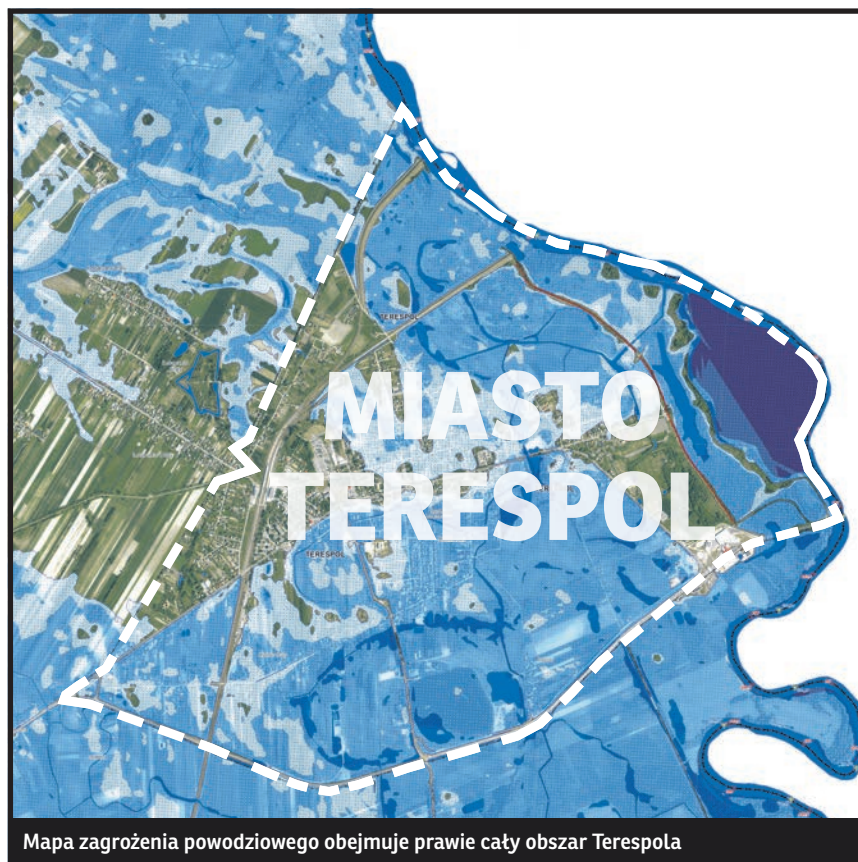 TERESPOL
MIASTO
TERESPOL
TERESPOL
Mapa zagrożenia powodziowego obejmuje prawie cały obszar Terespola